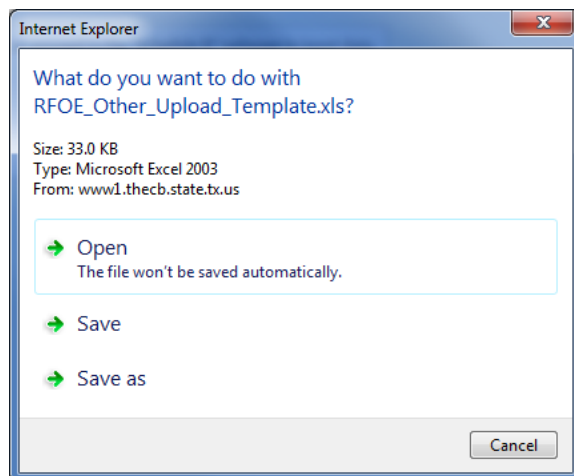 Internet Explorer
What do you want to do with
RFOE_Other_Upload_Template.xls?
Size: 33.0 KB
Type: Microsoft Excel 2003
From: www1.thecb.state.tx.us
Open
The file won't be saved automatically.
Save
Save as
Cancel